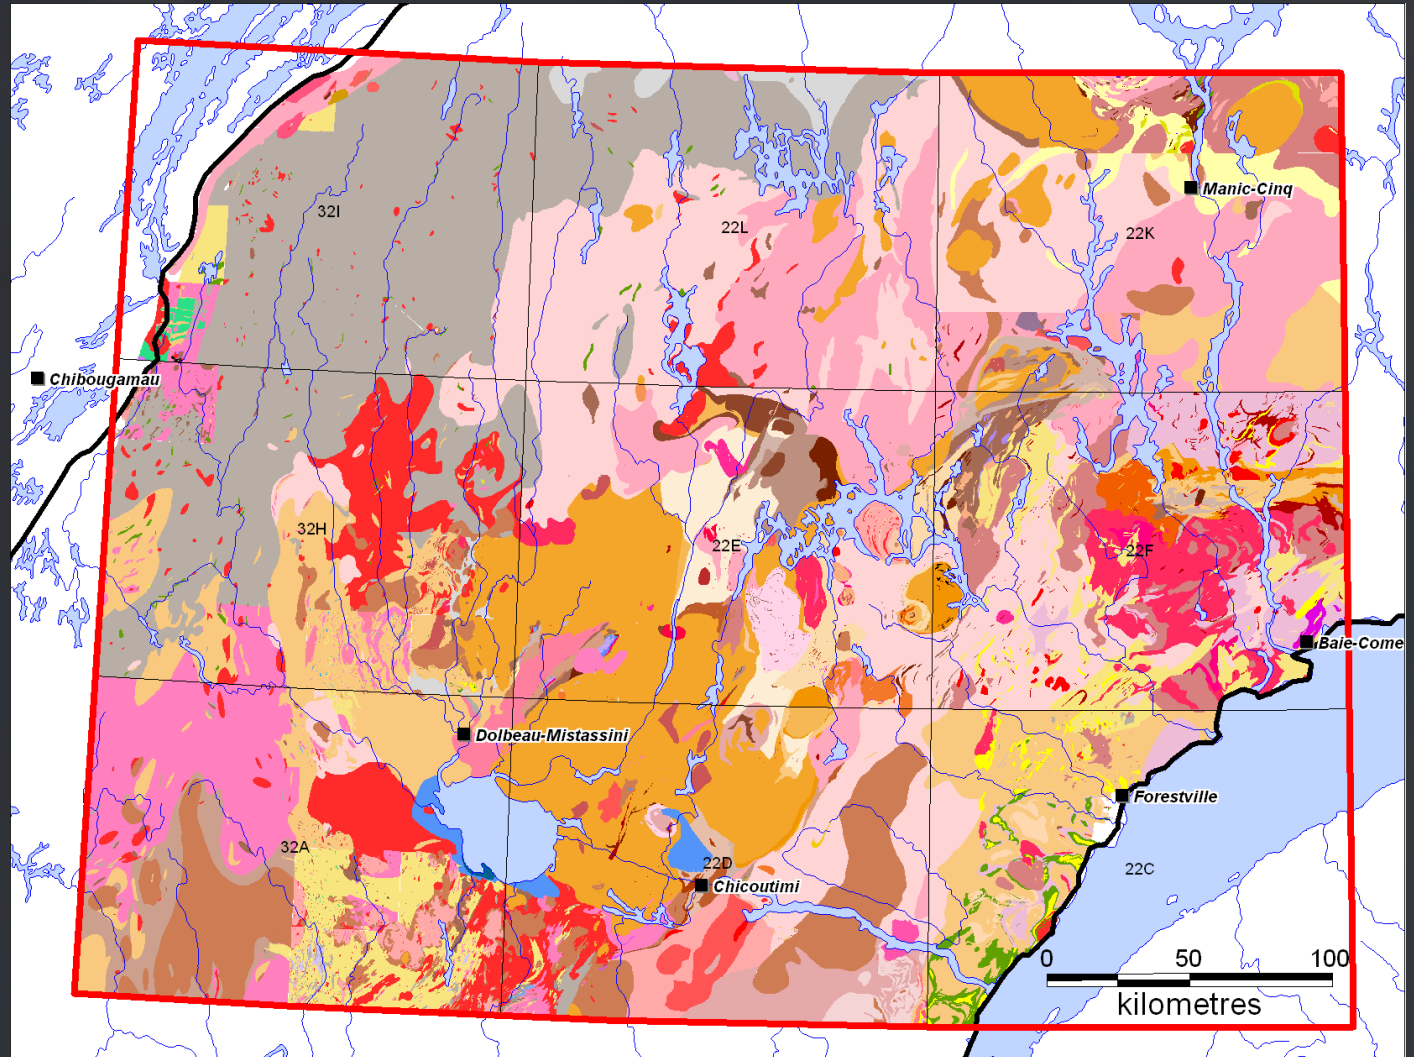 Manic-Cinq
32I
22L
22K
Chibougamau
32H
22E
22F
Baie-Come
Dolbeau-Mistassini
Forestville
32A
22D
22C
Chicoutimi
0 50 100
kilometres